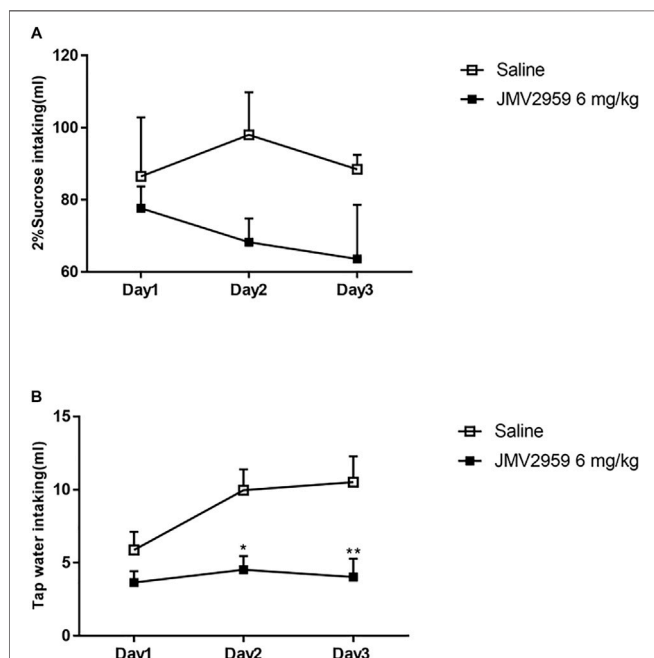 A
120
100
80
60
2%Sucrose intaking(ml)
Day1 Day2 Day3
Saline
JMV2959 6 mg/kg
B
15
10
5
0
Tap water intaking(ml)
* **
Day1 Day2 Day3
Saline
JMV2959 6 mg/kg